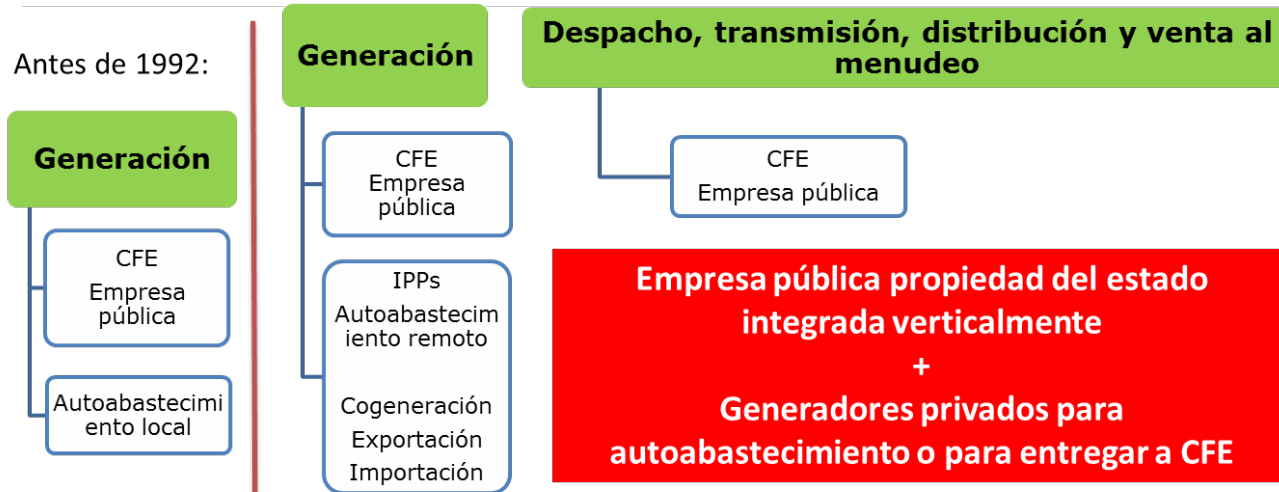 Antes de 1992:
Generación
CFE
Empresa
pública
Autoabastecimi
ento local
Generación
CFE
Empresa
pública
IPPs
Autoabastecim
iento remoto
Cogeneración
Exportación
Importación
Despacho, transmisión, distribución y venta al
menudeo
CFE
Empresa pública
Empresa pública propiedad del estado
integrada verticalmente
+
Generadores privados para
autoabastecimiento o para entregar a CFE